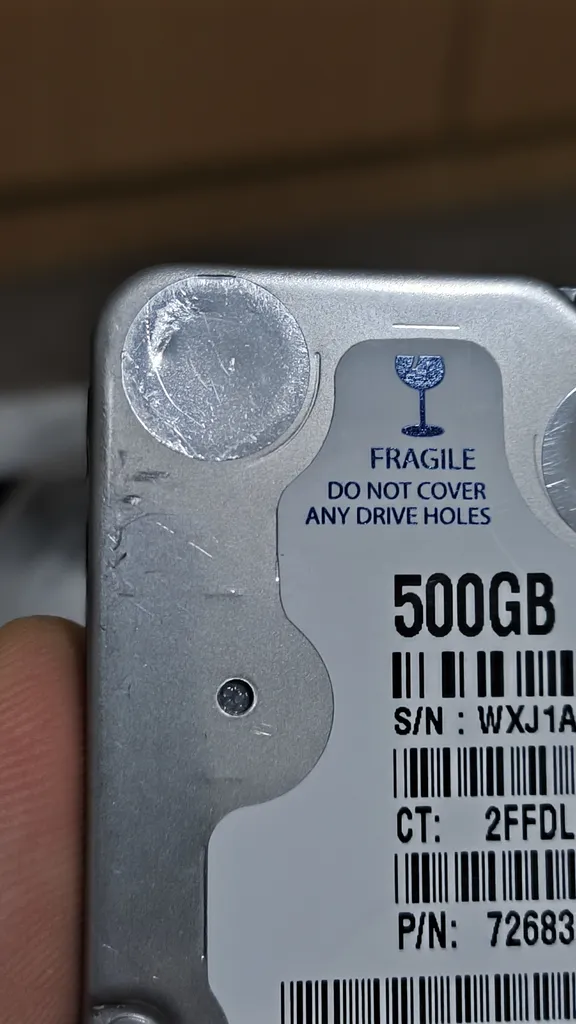 FRAGILE
DO NOT COVER
ANY DRIVE HOLES
500GB
S/N : WXJ1A
CT: 2FFDL
P/N: 72683